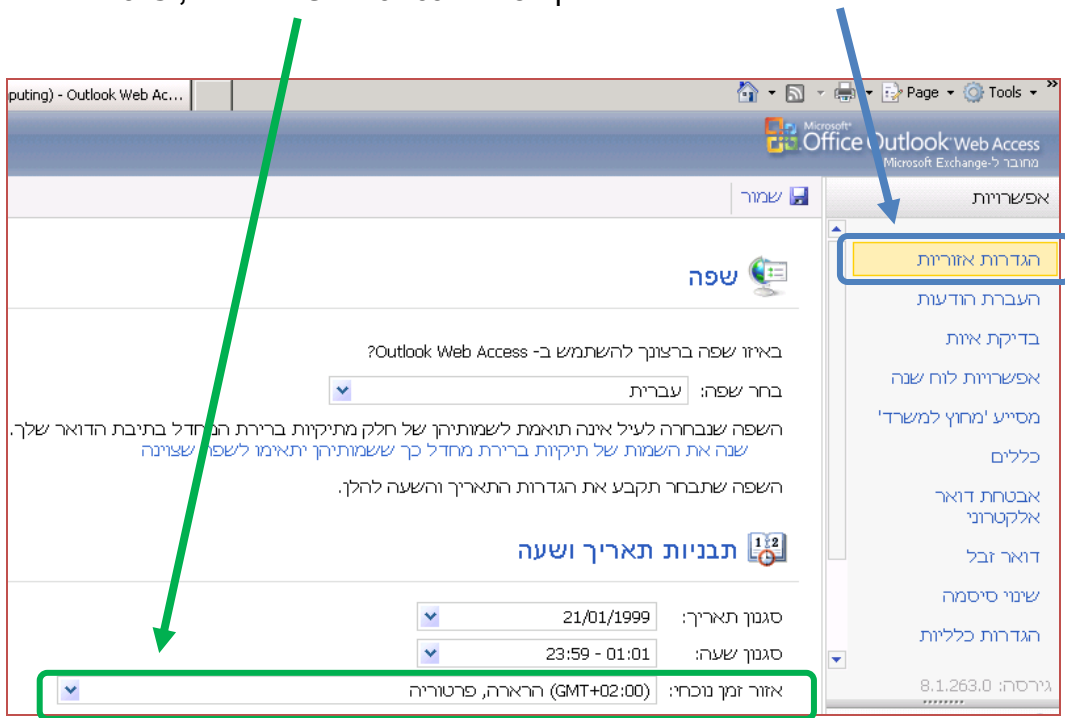 puting) - Outlook Web Ac...
Page
Tools
Microsoft
Office Outlook Web Access
מחובר ל-Microsoft Exchange
אפשרויות
שמור
הגדרות אזוריות
העברת הודעות
בדיקת איות
אפשרויות לוח שנה
מסייע 'מחוץ למשרד'
כללים
אבטחת דואר
אלקטרוני
דואר זבל
שינוי סיסמה
הגדרות כלליות
גירסה: 8.1.263.0
שפה
באיזו שפה ברצונך להשתמש ב- Outlook Web Access?
בחר שפה: עברית
השפה שנבחרה לעיל אינה תואמת לשמותיהן של חלק מתיקיות ברירת המחדל בתיבת הדואר שלך.
שנה את השמות של תיקיות ברירת מחדל כך ששמותיהן יתאימו לשפה שצוינה
השפה שתבחר תקבע את הגדרות התאריך והשעה להלן.
תבניות תאריך ושעה
סגנון תאריך: 21/01/1999
סגנון שעה: 01:01 - 23:59
אזור זמן נוכחי: (GMT+02:00) הרארה, פרטוריה